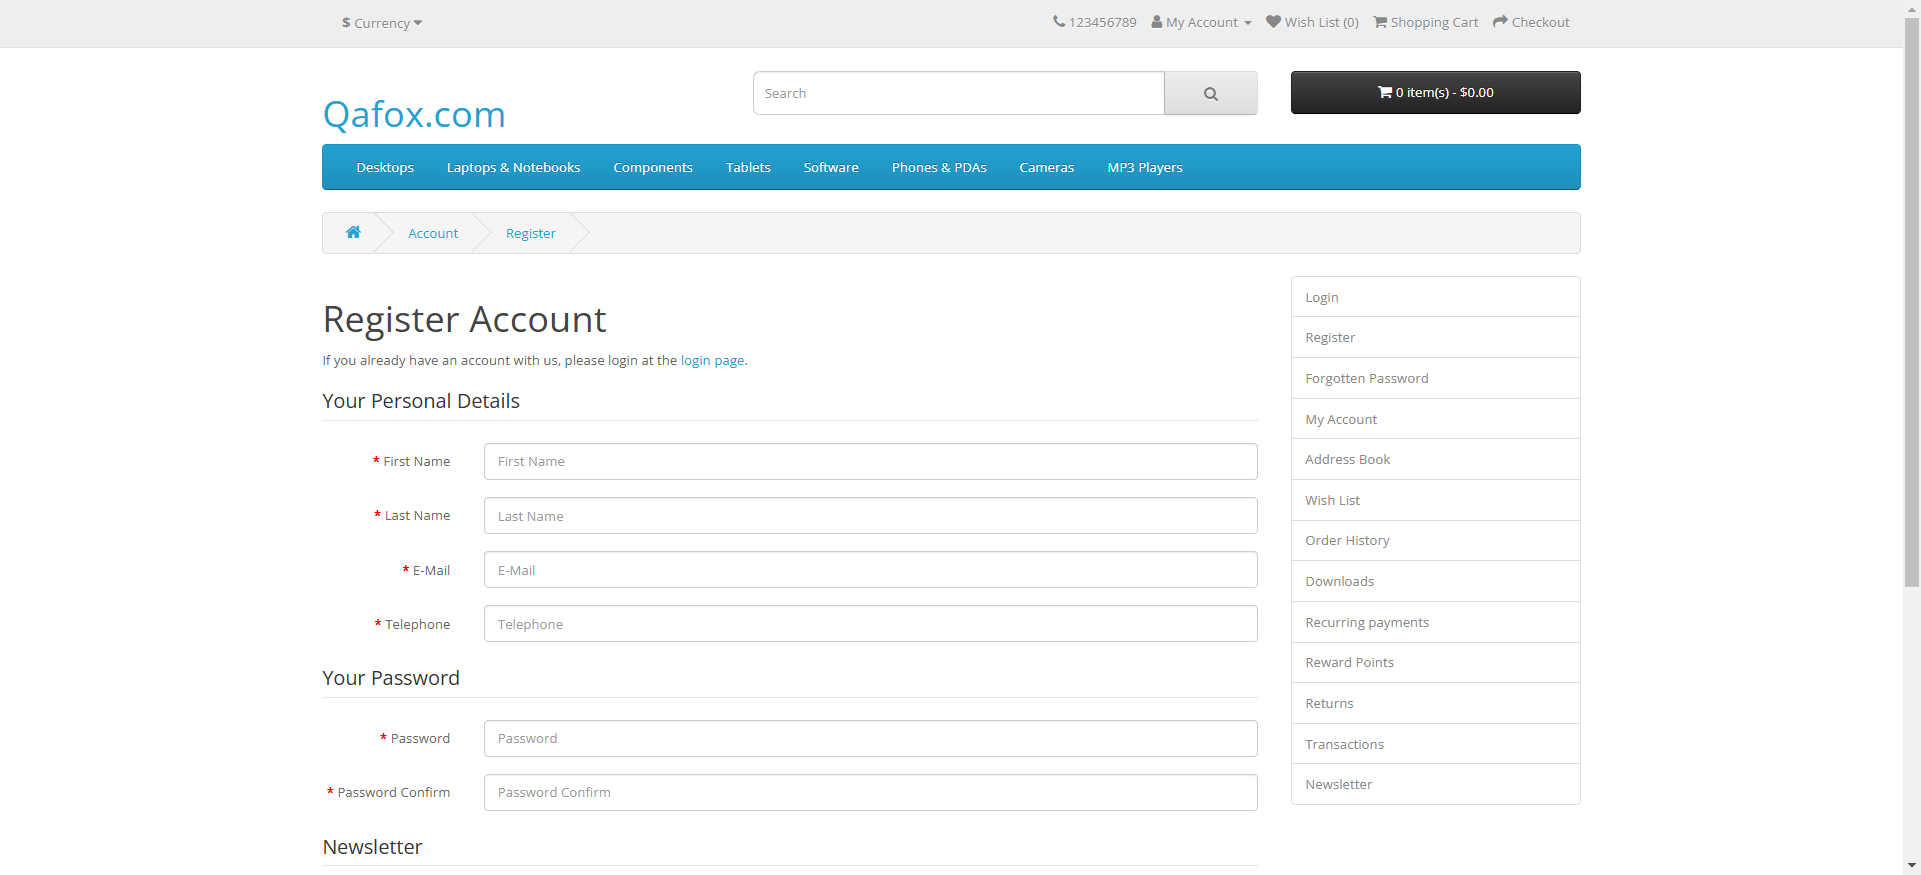 $ Currency
123456789 My Account Wish List (0) Shopping Cart Checkout
Qafox.com
Search
0 item(s) - $0.00
Desktops Laptops & Notebooks Components Tablets Software Phones & PDAs Cameras MP3 Players
Account Register
Register Account
If you already have an account with us, please login at the login page.
Your Personal Details
* First Name First Name
* Last Name Last Name
* E-Mail E-Mail
* Telephone Telephone
Your Password
* Password Password
* Password Confirm Password Confirm
Newsletter
Login
Register
Forgotten Password
My Account
Address Book
Wish List
Order History
Downloads
Recurring payments
Reward Points
Returns
Transactions
Newsletter